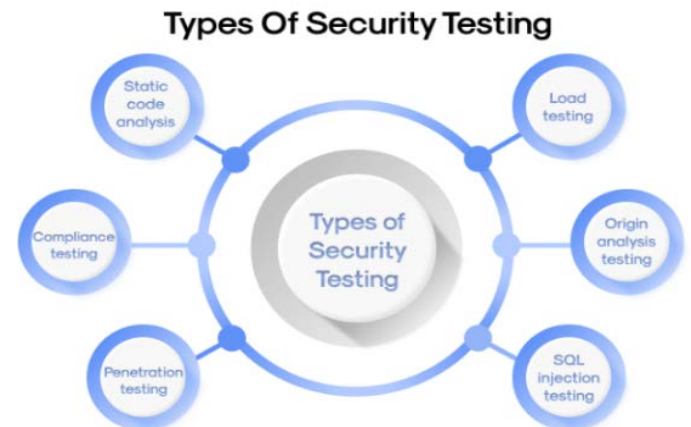 Types Of Security Testing
Static
code
analysis
Load
testing
Compliance
testing
Types of
Security
Testing
Origin
analysis
testing
Penetration
testing
SQL
injection
testing